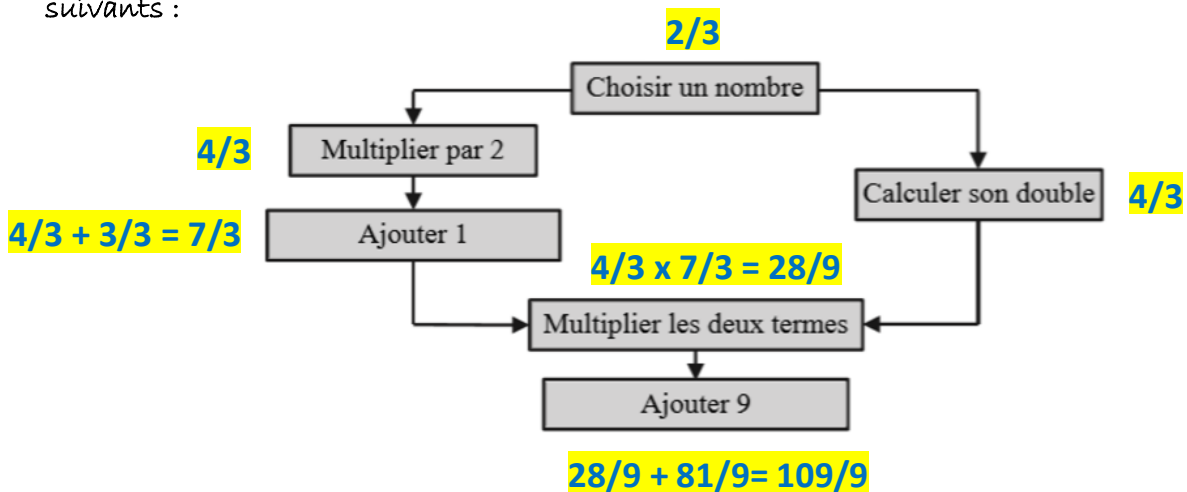 suivants :
2/3
Choisir un nombre
4/3
Multiplier par 2
Calculer son double
4/3
4/3 + 3/3 = 7/3
Ajouter 1
4/3 x 7/3 = 28/9
Multiplier les deux termes
Ajouter 9
28/9 + 81/9= 109/9